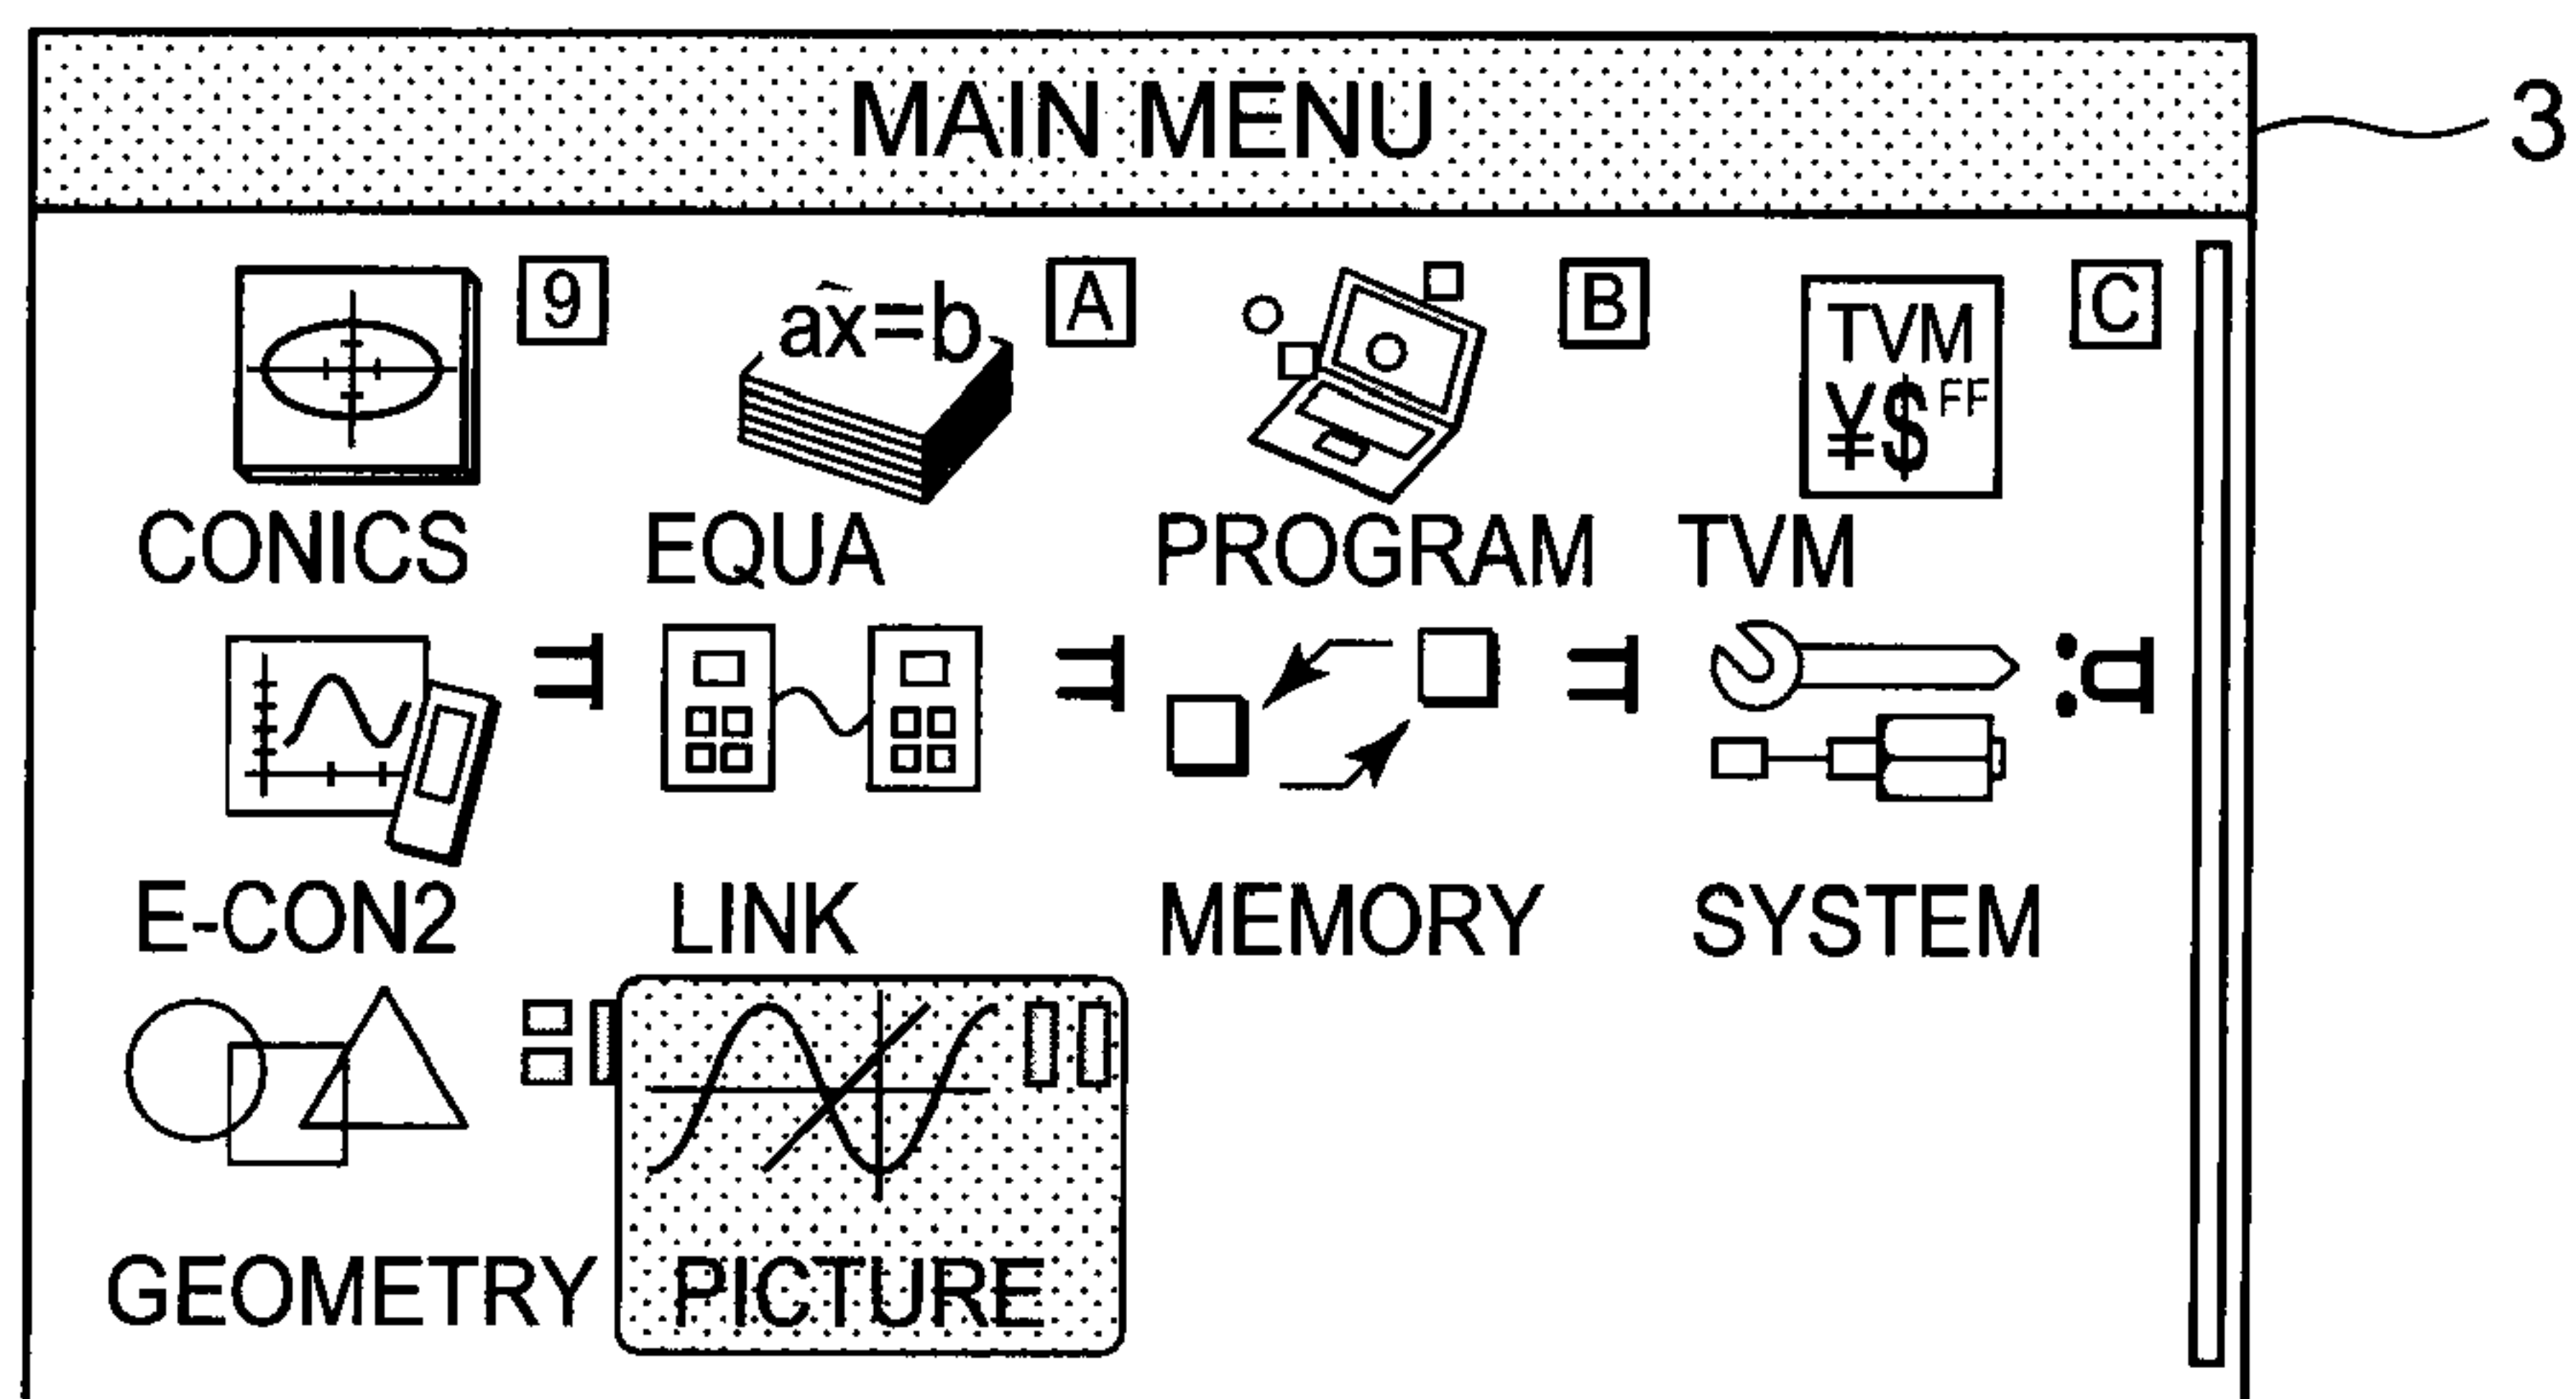 MAIN MENU
3
9 A B C
ax=b TVM
¥$FF
CONICS EQUA PROGRAM TVM
E-CON2 LINK MEMORY SYSTEM
GEOMETRY PICTURE